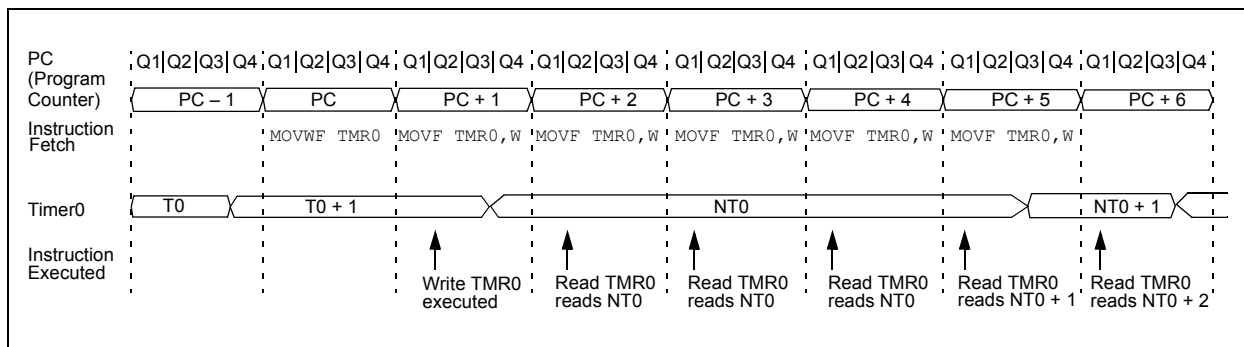 PC
(Program
Counter)
Q1|Q2|Q3|Q4 Q1|Q2|Q3|Q4 Q1|Q2|Q3|Q4 Q1|Q2|Q3|Q4 Q1|Q2|Q3|Q4 Q1|Q2|Q3|Q4 Q1|Q2|Q3|Q4 Q1|Q2|Q3|Q4
PC – 1 PC PC + 1 PC + 2 PC + 3 PC + 4 PC + 5 PC + 6
Instruction
Fetch
MOVWF TMR0 MOVF TMR0,W MOVF TMR0,W MOVF TMR0,W MOVF TMR0,W MOVF TMR0,W
Timer0
T0 T0 + 1 NT0 NT0 + 1
Instruction
Executed
Write TMR0
executed
Read TMR0
reads NT0
Read TMR0
reads NT0
Read TMR0
reads NT0
Read TMR0
reads NT0 + 1
Read TMR0
reads NT0 + 2